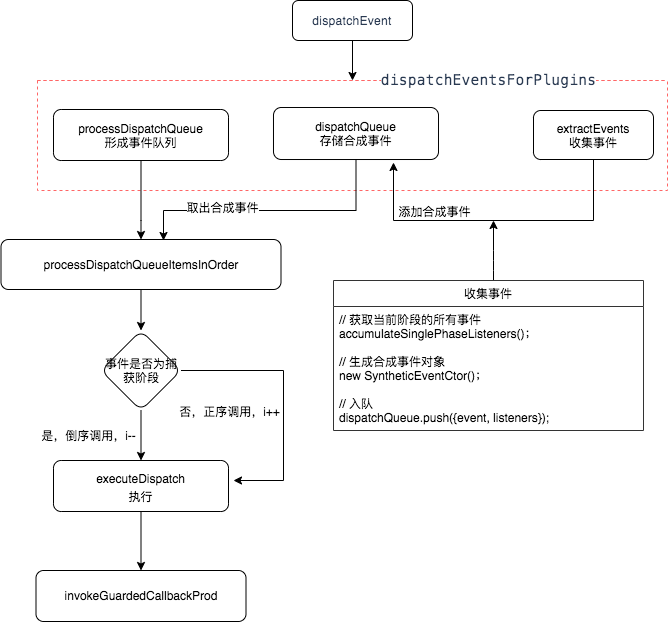 dispatchEvent
dispatchEventsForPlugins
processDispatchQueue
形成事件队列
dispatchQueue
存储合成事件
extractEvents
收集事件
取出合成事件
添加合成事件
processDispatchQueueItemsInOrder
收集事件
// 获取当前阶段的所有事件
accumulateSinglePhaseListeners();
// 生成合成事件对象
new SyntheticEventCtor();
// 入队
dispatchQueue.push({event, listeners});
事件是否为捕
获阶段
否，正序调用，i++
是，倒序调用，i--
executeDispatch
执行
invokeGuardedCallbackProd